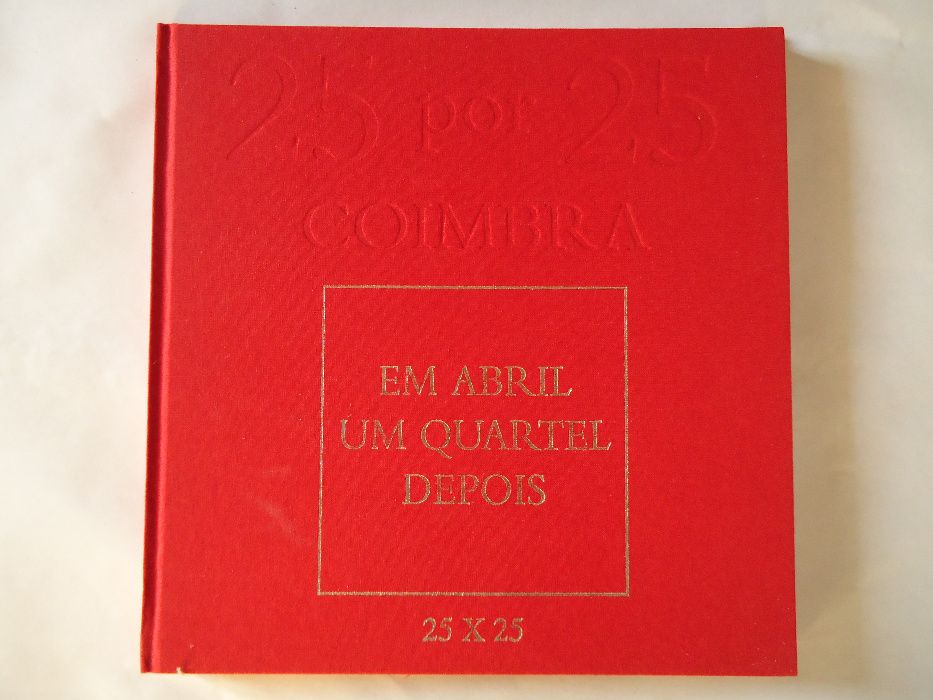 25 por 25
COIMBRA
EM ABRIL
UM QUARTEL
DEPOIS
25 X 25